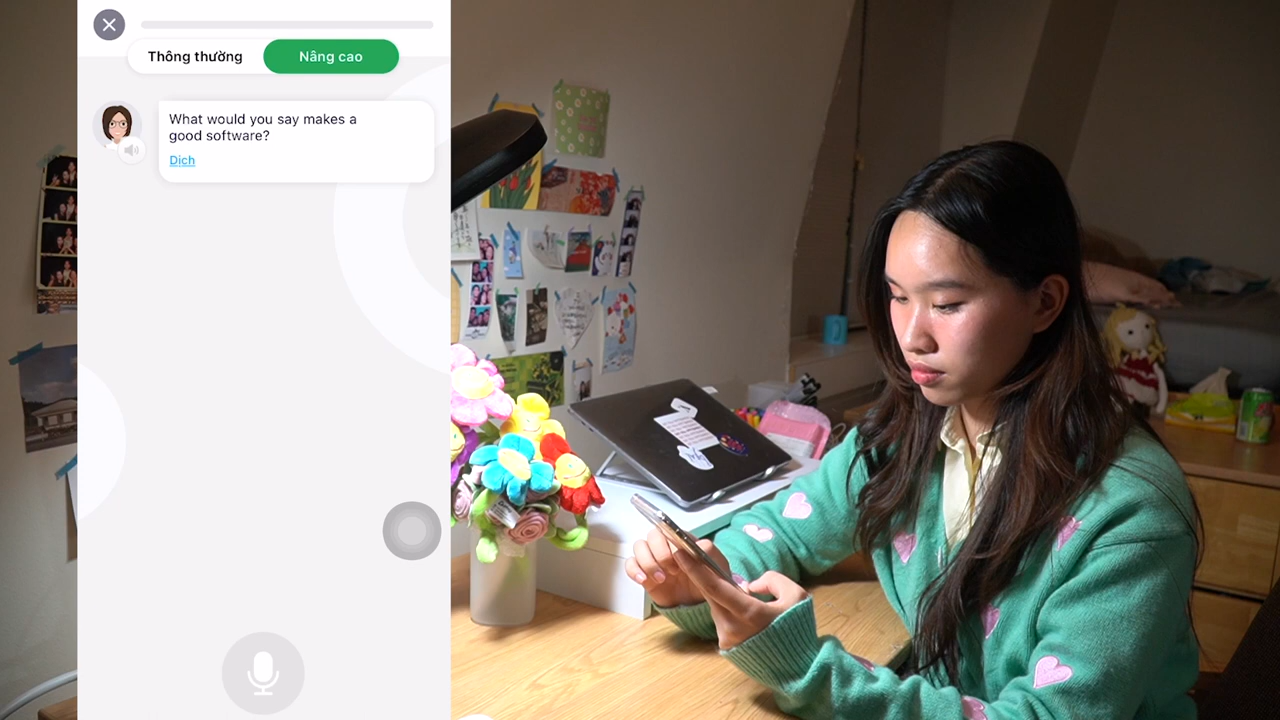 Thông thường
Nâng cao
What would you say makes a
good software?
Dịch